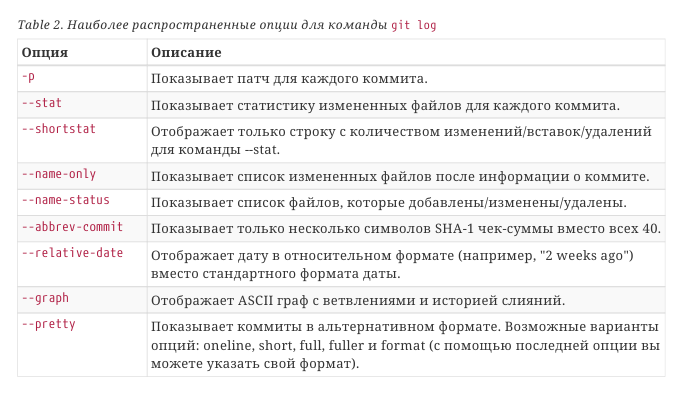 Table 2. Наиболее распространенные опции для команды git log
Опция Описание
-p Показывает патч для каждого коммита.
--stat Показывает статистику измененных файлов для каждого коммита.
--shortstat Отображает только строку с количеством изменений/вставок/удалений
для команды --stat.
--name-only Показывает список измененных файлов после информации о коммите.
--name-status Показывает список файлов, которые добавлены/изменены/удалены.
--abbrev-commit Показывает только несколько символов SHA-1 чек-суммы вместо всех 40.
--relative-date Отображает дату в относительном формате (например, "2 weeks ago")
вместо стандартного формата даты.
--graph Отображает ASCII граф с ветвлениями и историей слияний.
--pretty Показывает коммиты в альтернативном формате. Возможные варианты
опций: oneline, short, full, fuller и format (с помощью последней опции вы
можете указать свой формат).